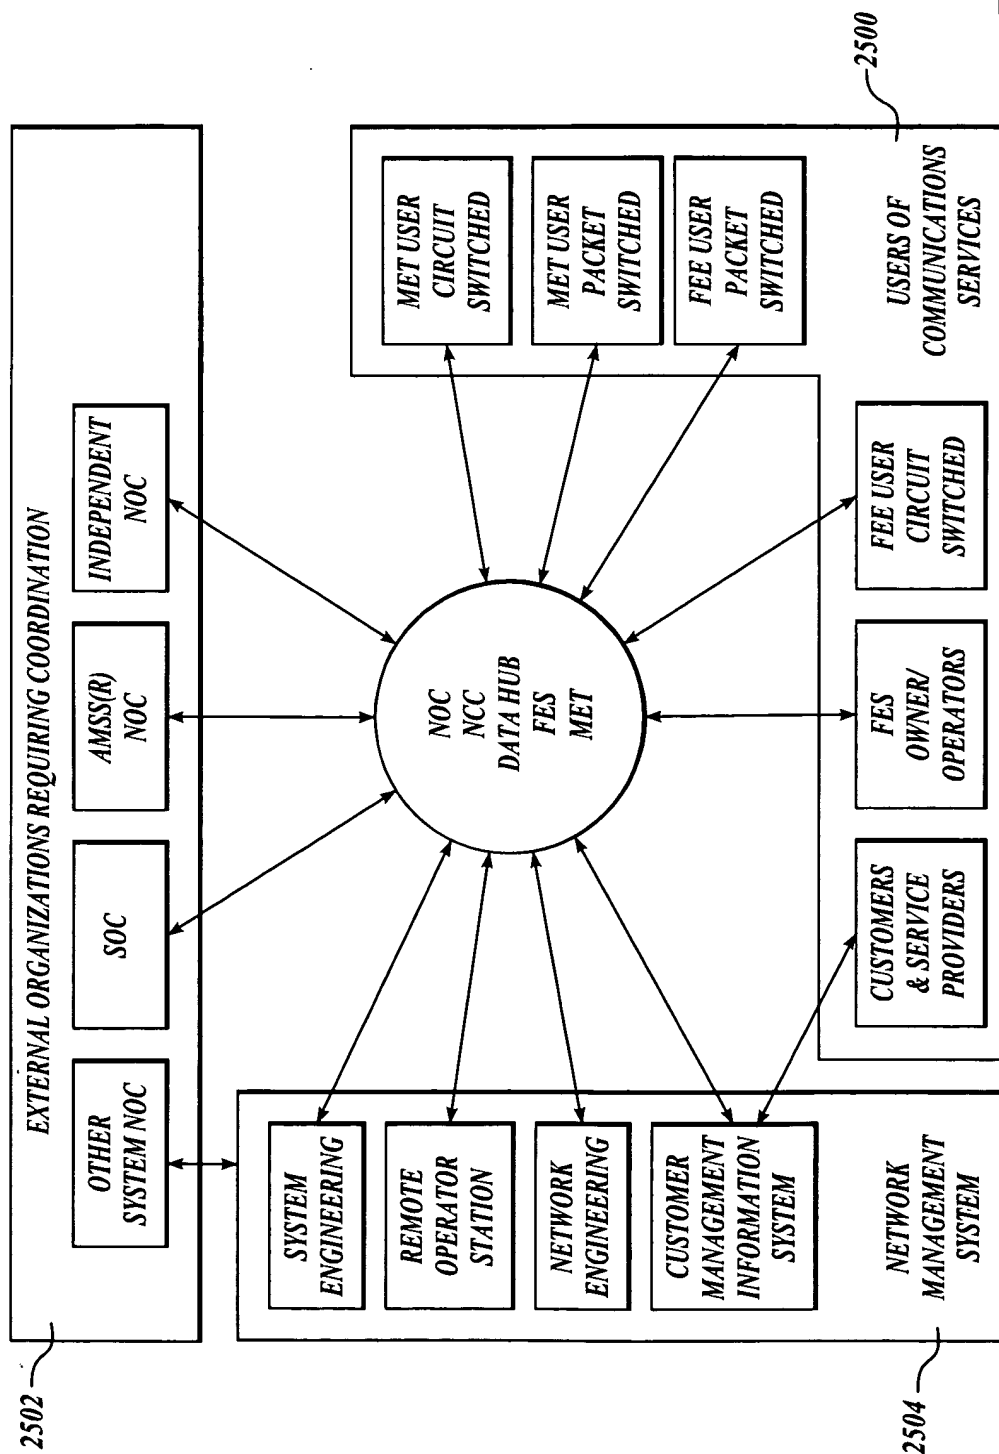 2502
EXTERNAL ORGANIZATIONS REQUIRING COORDINATION
OTHER
SYSTEM NOC
SOC
AMSS(R)
NOC
INDEPENDENT
NOC
SYSTEM
ENGINEERING
REMOTE
OPERATOR
STATION
NETWORK
ENGINEERING
CUSTOMER
MANAGEMENT
INFORMATION
SYSTEM
NETWORK
MANAGEMENT
SYSTEM
2504
NOC
NCC
DATA HUB
FES
MET
MET USER
CIRCUIT
SWITCHED
MET USER
PACKET
SWITCHED
FEE USER
PACKET
SWITCHED
CUSTOMERS
& SERVICE
PROVIDERS
FES
OWNER/
OPERATORS
FEE USER
CIRCUIT
SWITCHED
USERS OF
COMMUNICATIONS
SERVICES
2500